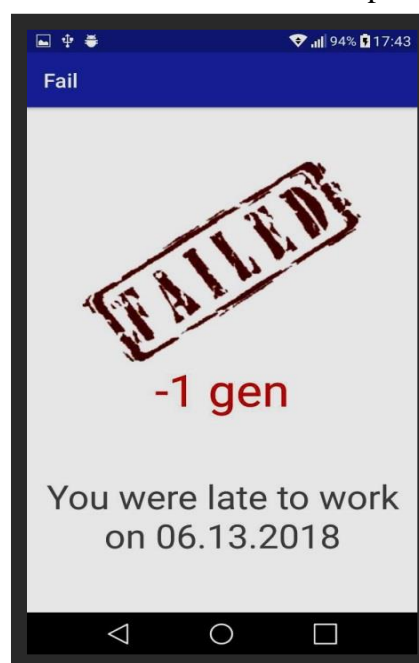 94% 17:43
Fail
FAILED
-1 gen
You were late to work
on 06.13.2018